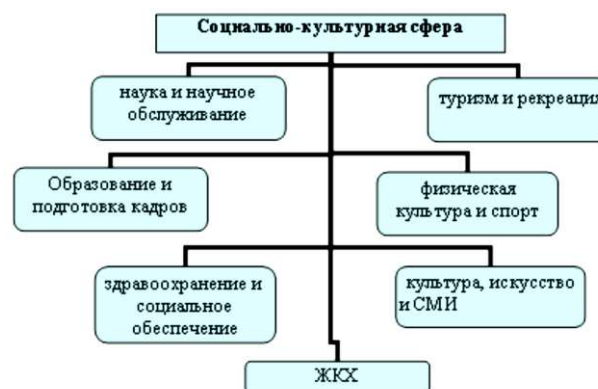 Социально-культурная сфера
наука и научное
обслуживание
туризм и рекреация
Образование и
подготовка кадров
физическая
культура и спорт
здравоохранение и
социальное
обеспечение
культура, искусство
и СМИ
ЖКХ